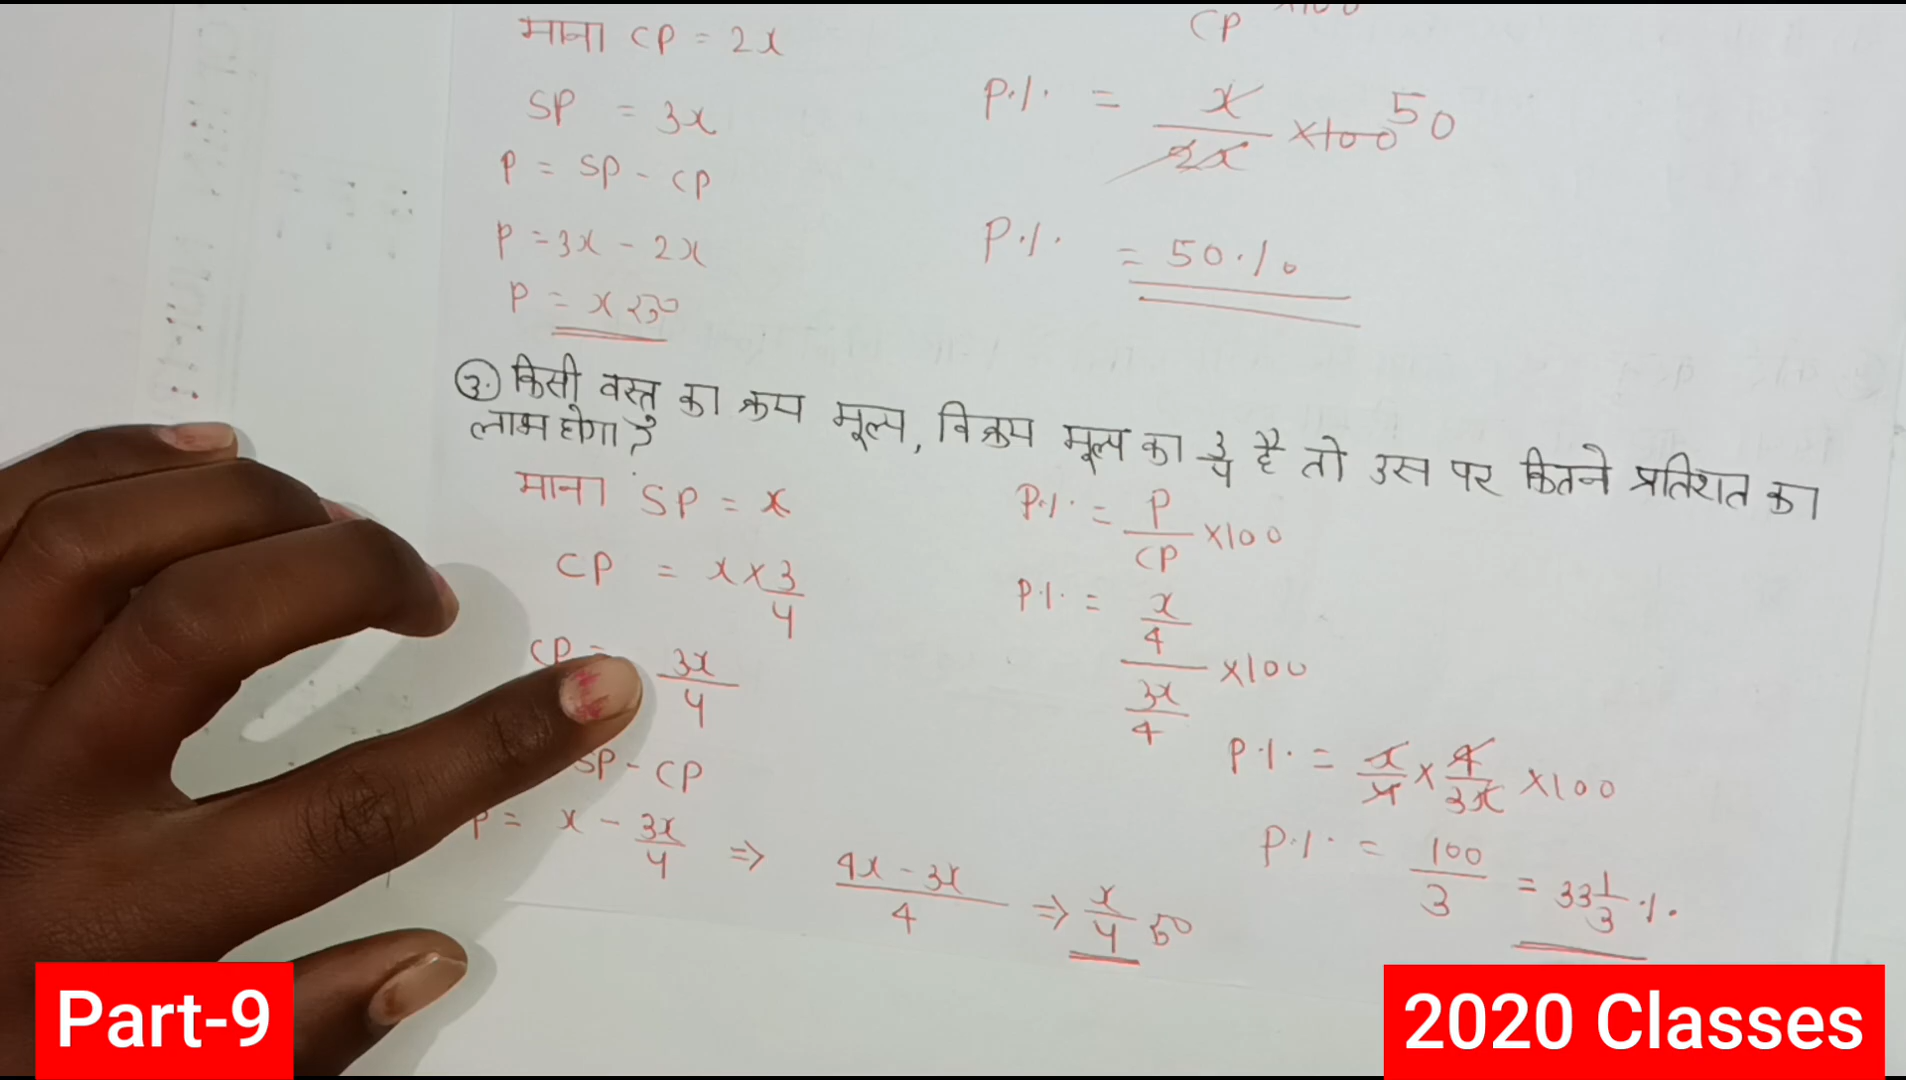 माना CP = 2x
SP = 3x
P = SP - CP
P = 3x - 2x
P = x रु०
CP
P.l. = x/2x ×100 50
P.l. = 50.l.
③. किसी वस्तु का क्रय मूल्य, विक्रय मूल्य का 3/4 है तो उस पर कितने प्रतिशत का
लाभ होगा?
माना SP = x
CP = x × 3/4
CP = 3x/4
SP - CP
P = x - 3x/4 ⇒ 4x - 3x/4 ⇒ x/4 रु०
P.l. = P/CP ×100
P.l. = x/4 / 3x/4 ×100
P.l. = x/4 × 4/3x ×100
P.l. = 100/3 = 33 1/3 .l.
Part-9
2020 Classes